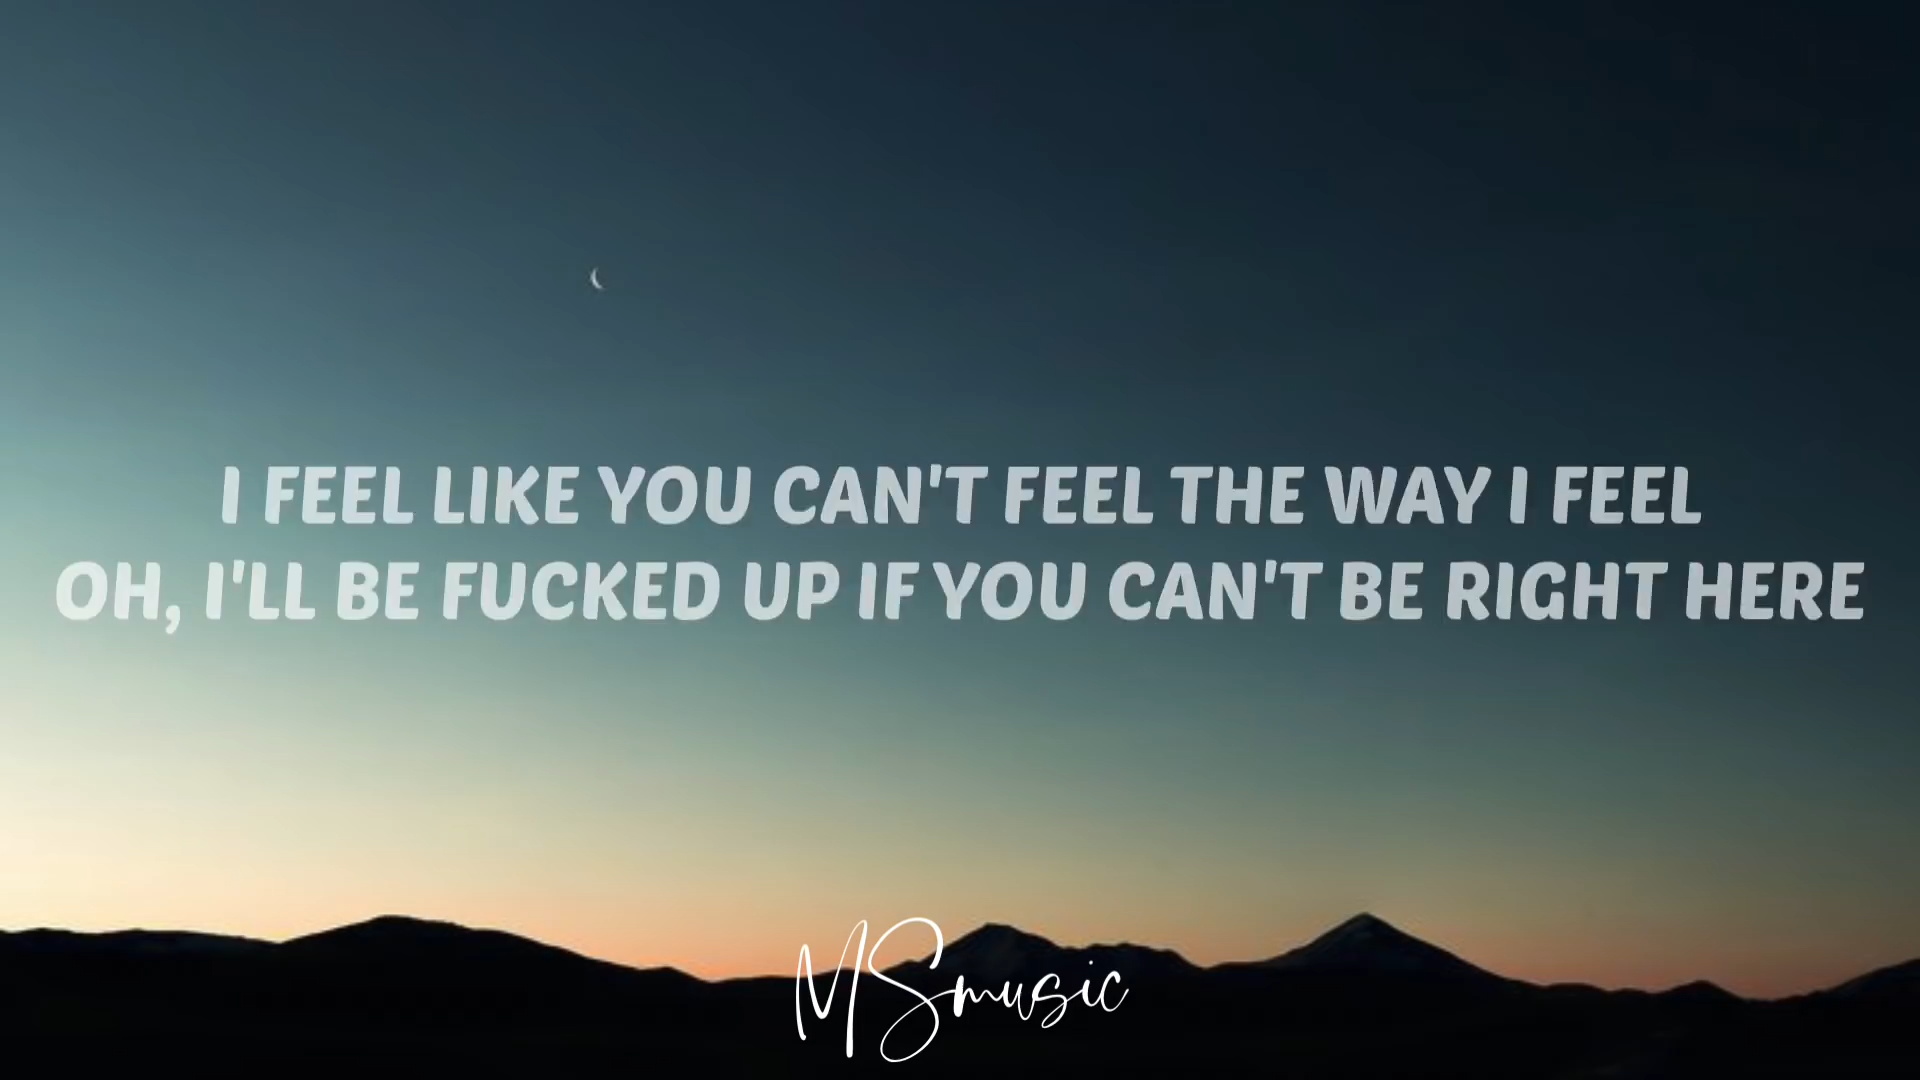 I FEEL LIKE YOU CAN'T FEEL THE WAY I FEEL
OH, I'LL BE FUCKED UP IF YOU CAN'T BE RIGHT HERE
MSmusic